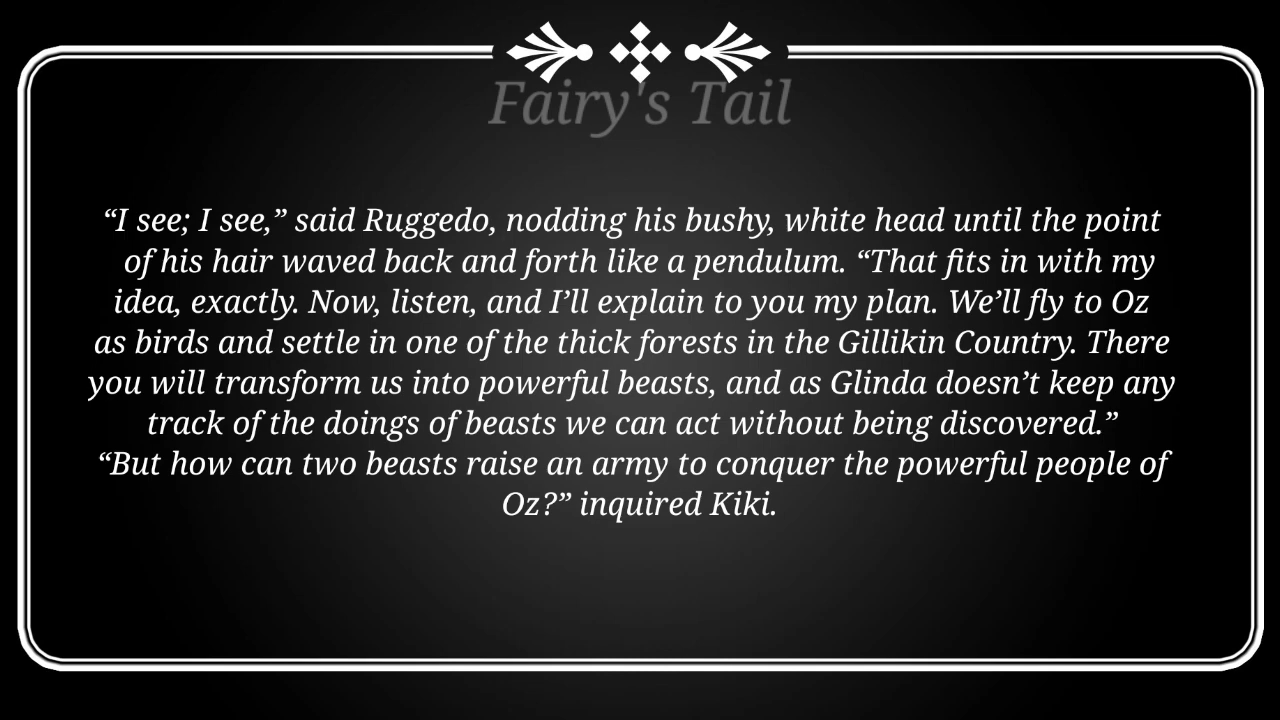 Fairy's Tail
“I see; I see,” said Ruggedo, nodding his bushy, white head until the point
of his hair waved back and forth like a pendulum. “That fits in with my
idea, exactly. Now, listen, and I’ll explain to you my plan. We’ll fly to Oz
as birds and settle in one of the thick forests in the Gillikin Country. There
you will transform us into powerful beasts, and as Glinda doesn’t keep any
track of the doings of beasts we can act without being discovered.”
“But how can two beasts raise an army to conquer the powerful people of
Oz?” inquired Kiki.